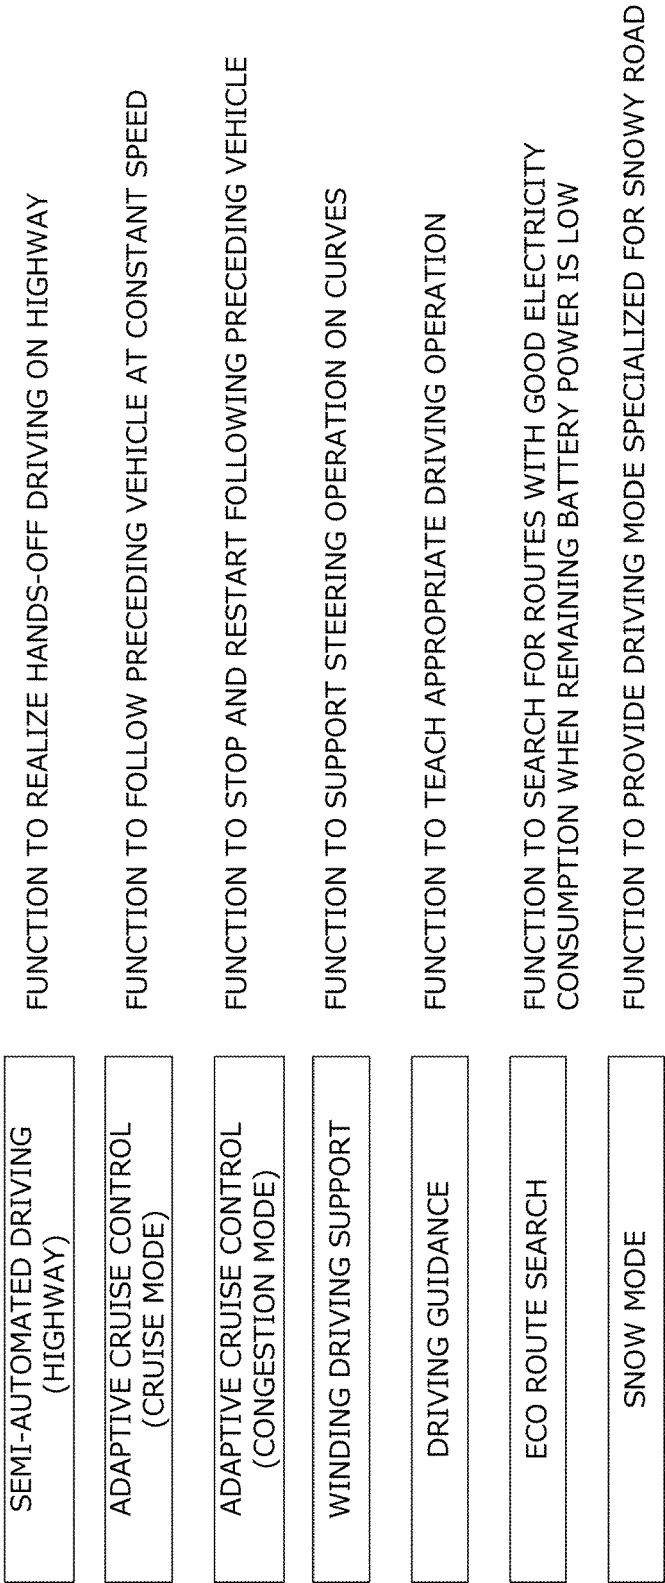 SEMI-AUTOMATED DRIVING
(HIGHWAY)
FUNCTION TO REALIZE HANDS-OFF DRIVING ON HIGHWAY
ADAPTIVE CRUISE CONTROL
(CRUISE MODE)
FUNCTION TO FOLLOW PRECEDING VEHICLE AT CONSTANT SPEED
ADAPTIVE CRUISE CONTROL
(CONGESTION MODE)
FUNCTION TO STOP AND RESTART FOLLOWING PRECEDING VEHICLE
WINDING DRIVING SUPPORT
FUNCTION TO SUPPORT STEERING OPERATION ON CURVES
DRIVING GUIDANCE
FUNCTION TO TEACH APPROPRIATE DRIVING OPERATION
ECO ROUTE SEARCH
FUNCTION TO SEARCH FOR ROUTES WITH GOOD ELECTRICITY
CONSUMPTION WHEN REMAINING BATTERY POWER IS LOW
SNOW MODE
FUNCTION TO PROVIDE DRIVING MODE SPECIALIZED FOR SNOWY ROAD